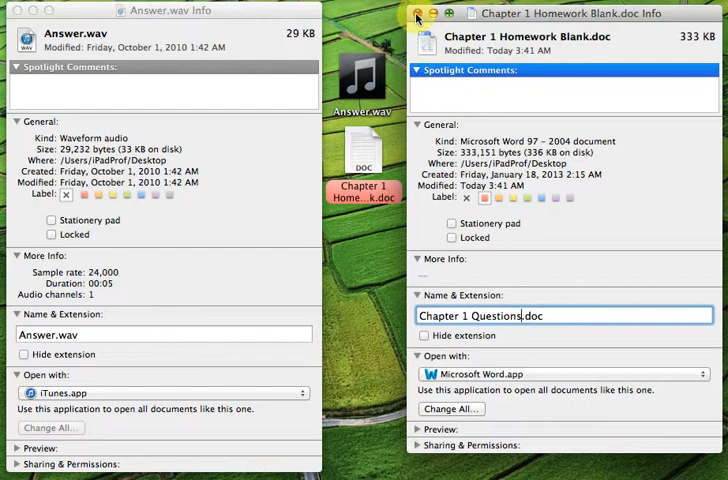 Answer.wav Info
WAV
Answer.wav
29 KB
Modified: Friday, October 1, 2010 1:42 AM
Spotlight Comments:
General:
Kind: Waveform audio
Size: 29,232 bytes (33 KB on disk)
Where: /Users/iPadProf/Desktop
Created: Friday, October 1, 2010 1:42 AM
Modified: Friday, October 1, 2010 1:42 AM
Label:
Stationery pad
Locked
More Info:
Sample rate: 24,000
Duration: 00:05
Audio channels: 1
Name & Extension:
Answer.wav
Hide extension
Open with:
iTunes.app
Use this application to open all documents like this one.
Change All...
Preview:
Sharing & Permissions:
Answer.wav
DOC
Chapter 1
Home...k.doc
Chapter 1 Homework Blank.doc Info
Chapter 1 Homework Blank.doc
333 KB
Modified: Today 3:41 AM
Spotlight Comments:
General:
Kind: Microsoft Word 97 - 2004 document
Size: 333,151 bytes (336 KB on disk)
Where: /Users/iPadProf/Desktop
Created: Friday, January 18, 2013 2:15 AM
Modified: Today 3:41 AM
Label:
Stationery pad
Locked
More Info:
--
Name & Extension:
Chapter 1 Questions.doc
Hide extension
Open with:
Microsoft Word.app
Use this application to open all documents like this one.
Change All...
Preview:
Sharing & Permissions: